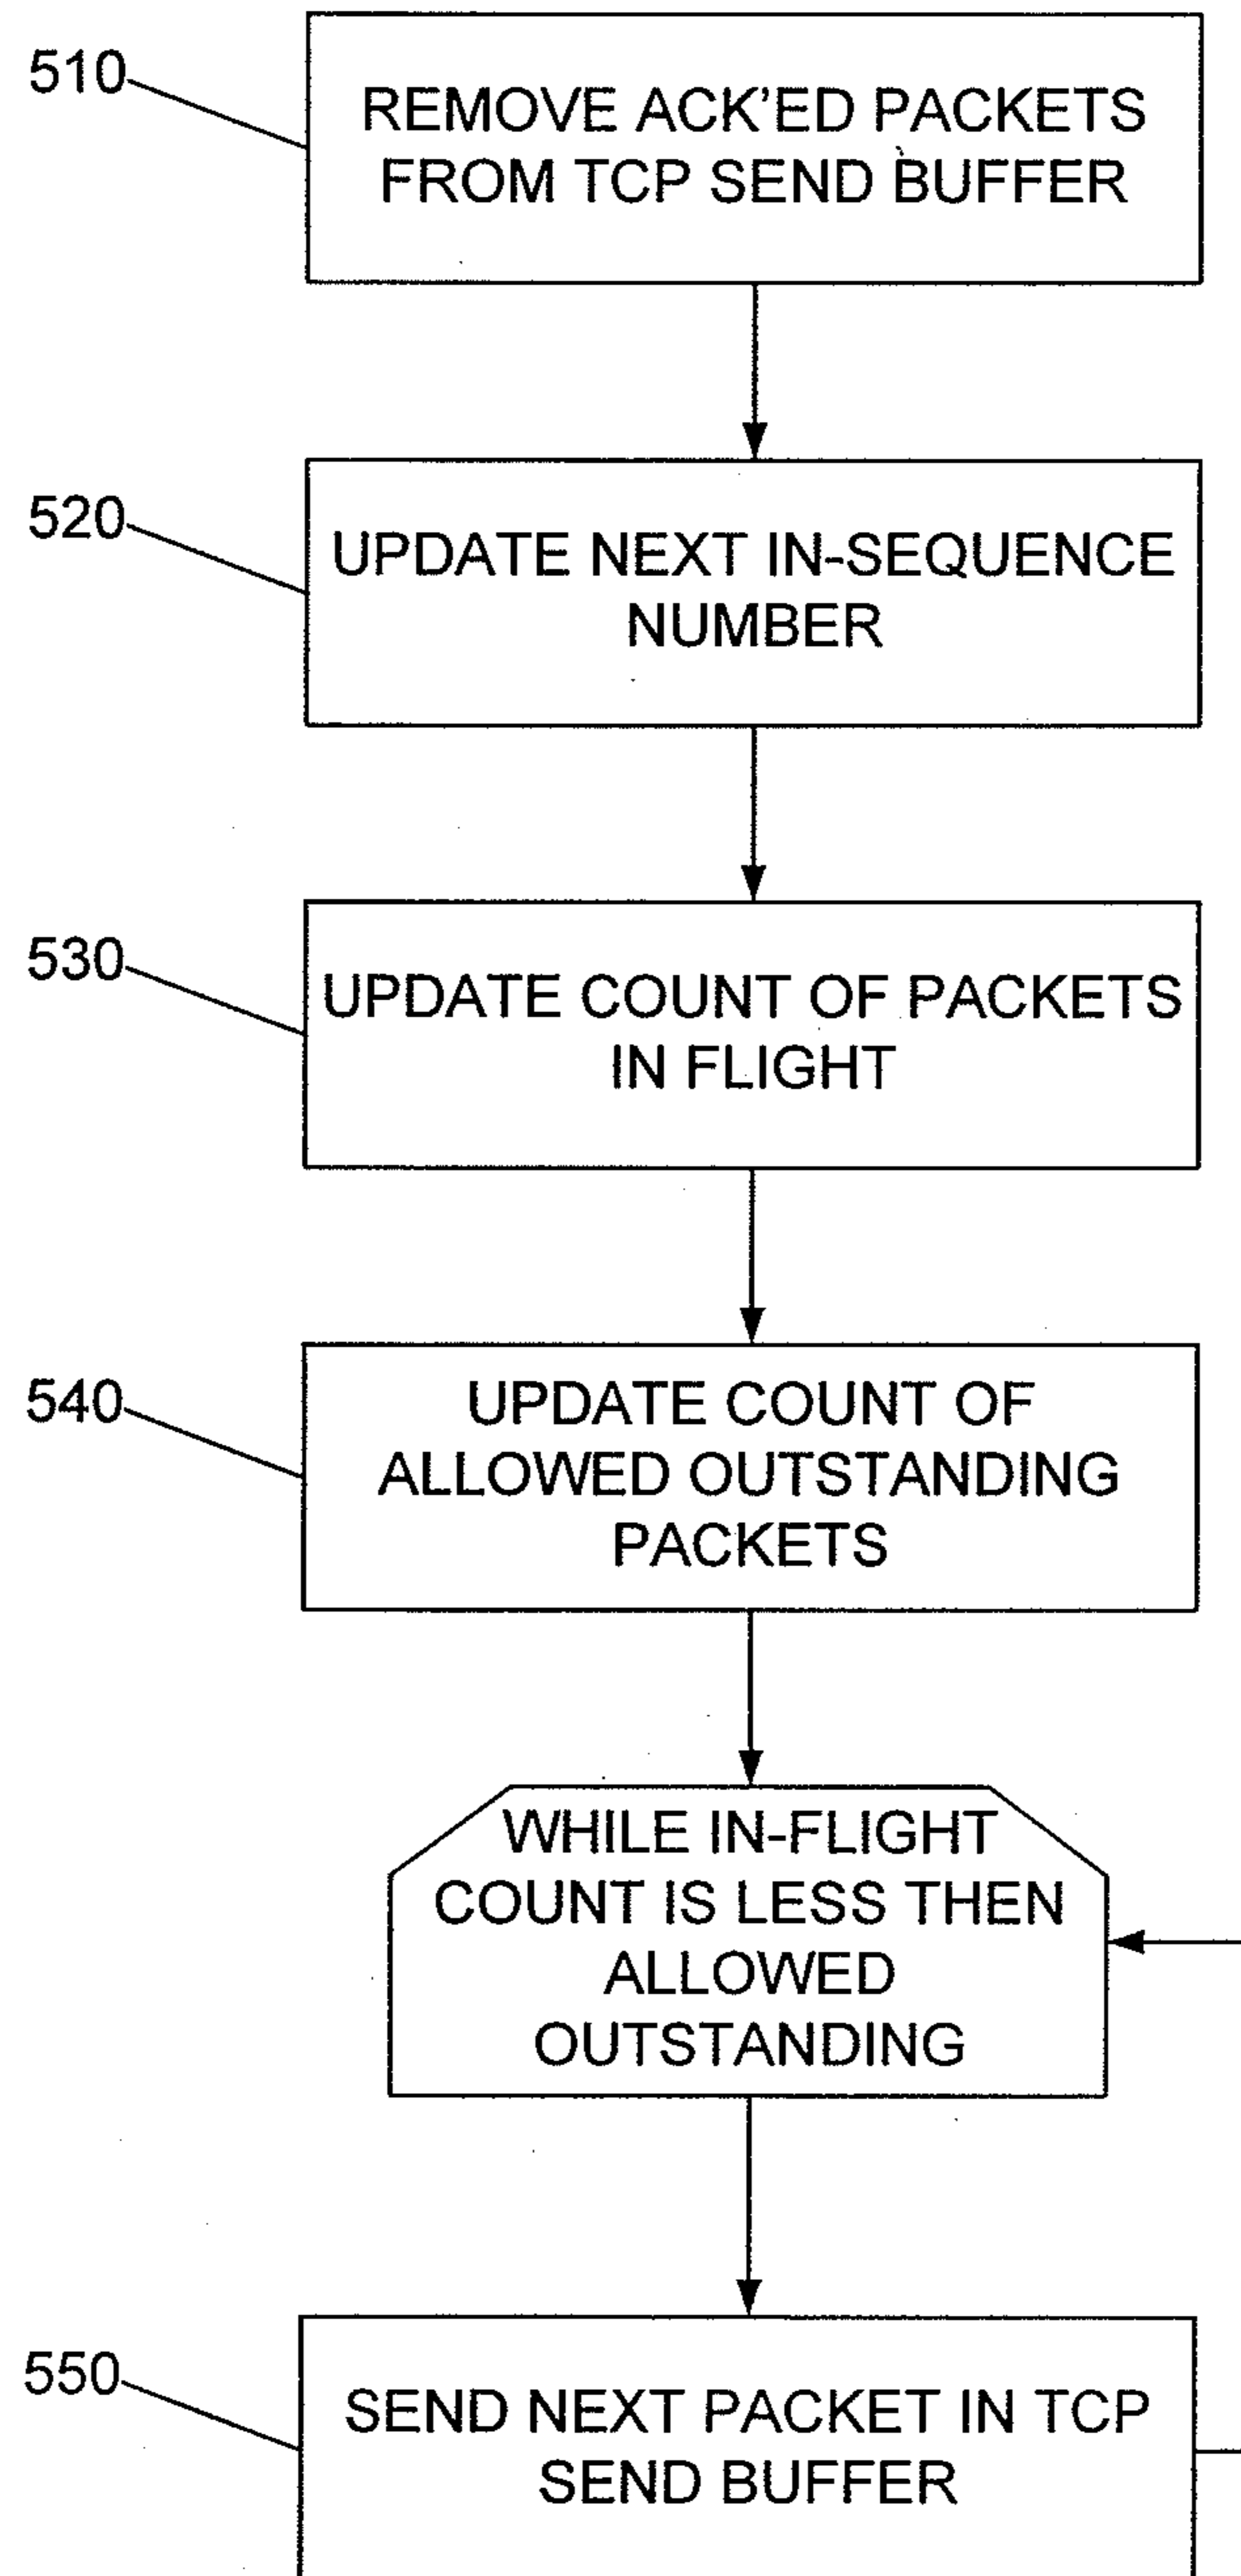 510
REMOVE ACK'ED PACKETS
FROM TCP SEND BUFFER
520
UPDATE NEXT IN-SEQUENCE
NUMBER
530
UPDATE COUNT OF PACKETS
IN FLIGHT
540
UPDATE COUNT OF
ALLOWED OUTSTANDING
PACKETS
WHILE IN-FLIGHT
COUNT IS LESS THEN
ALLOWED
OUTSTANDING
550
SEND NEXT PACKET IN TCP
SEND BUFFER